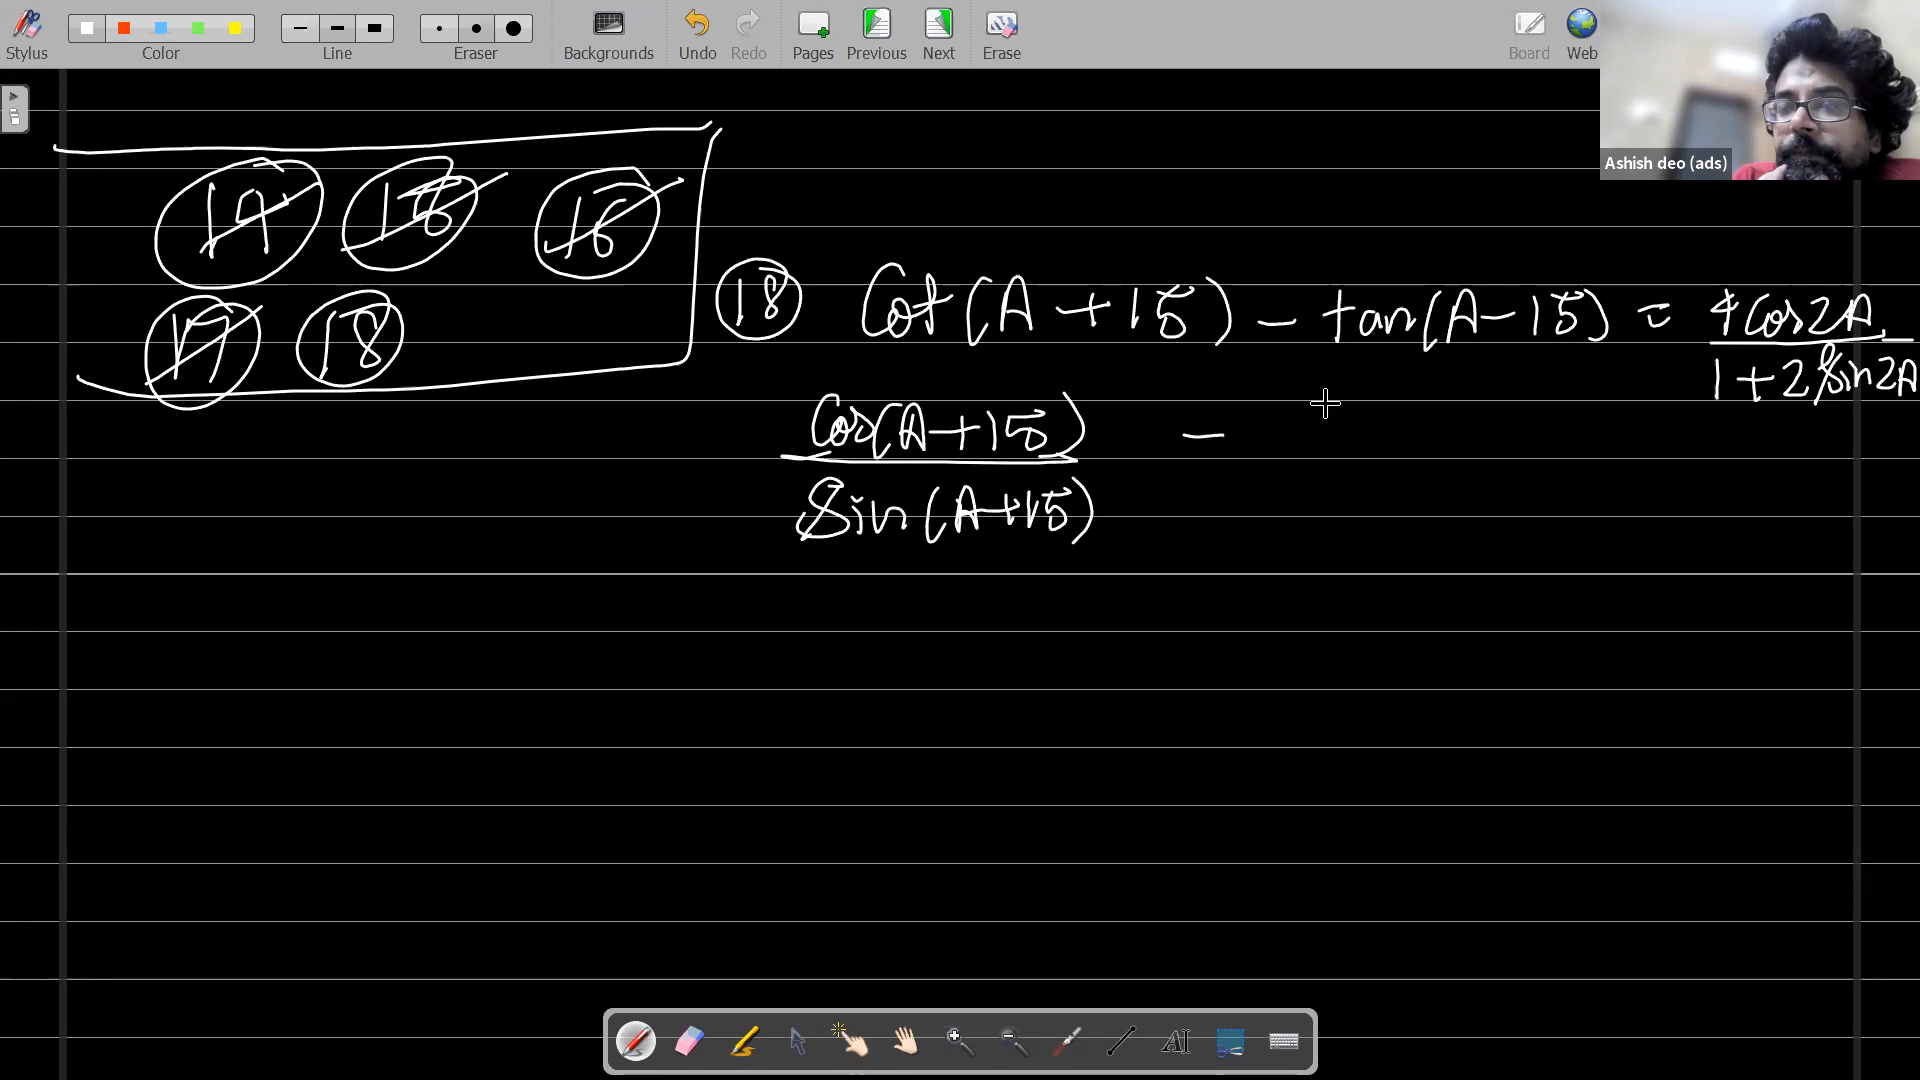 Stylus Color Line Eraser Backgrounds Undo Redo Pages Previous Next Erase Board Web
Ashish deo (ads)
14 15 16
17 18
18 Cot(A+15) - tan(A-15) = 4Cos2A / 1+2Sin2A
Cos(A+15) -
Sin(A+15)